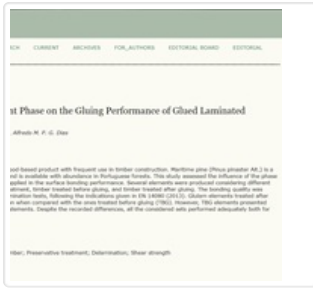 CH CURRENT ARCHIVES FOR_AUTHORS EDITORIAL BOARD EDITORIAL
nt Phase on the Gluing Performance of Glued Laminated
, Alfredo M. P. G. Dias
ood-based product with frequent use in timber construction. Maritime pine (Pinus pinaster Ait.) is a
nd is available with abundance in Portuguese forests. This study assessed the influence of the phase
applied in the surface bonding performance. Several elements were produced considering different
eatment, timber treated before gluing, and timber treated after gluing. The bonding quality was
mination tests, following the indications given in EN 14080 (2013). Glulam elements treated after
en when compared with the ones treated before gluing (TBG). However, TBG elements presented
elements. Despite the recorded differences, all the considered sets performed adequately both for
mber; Preservative treatment; Delamination; Shear strength